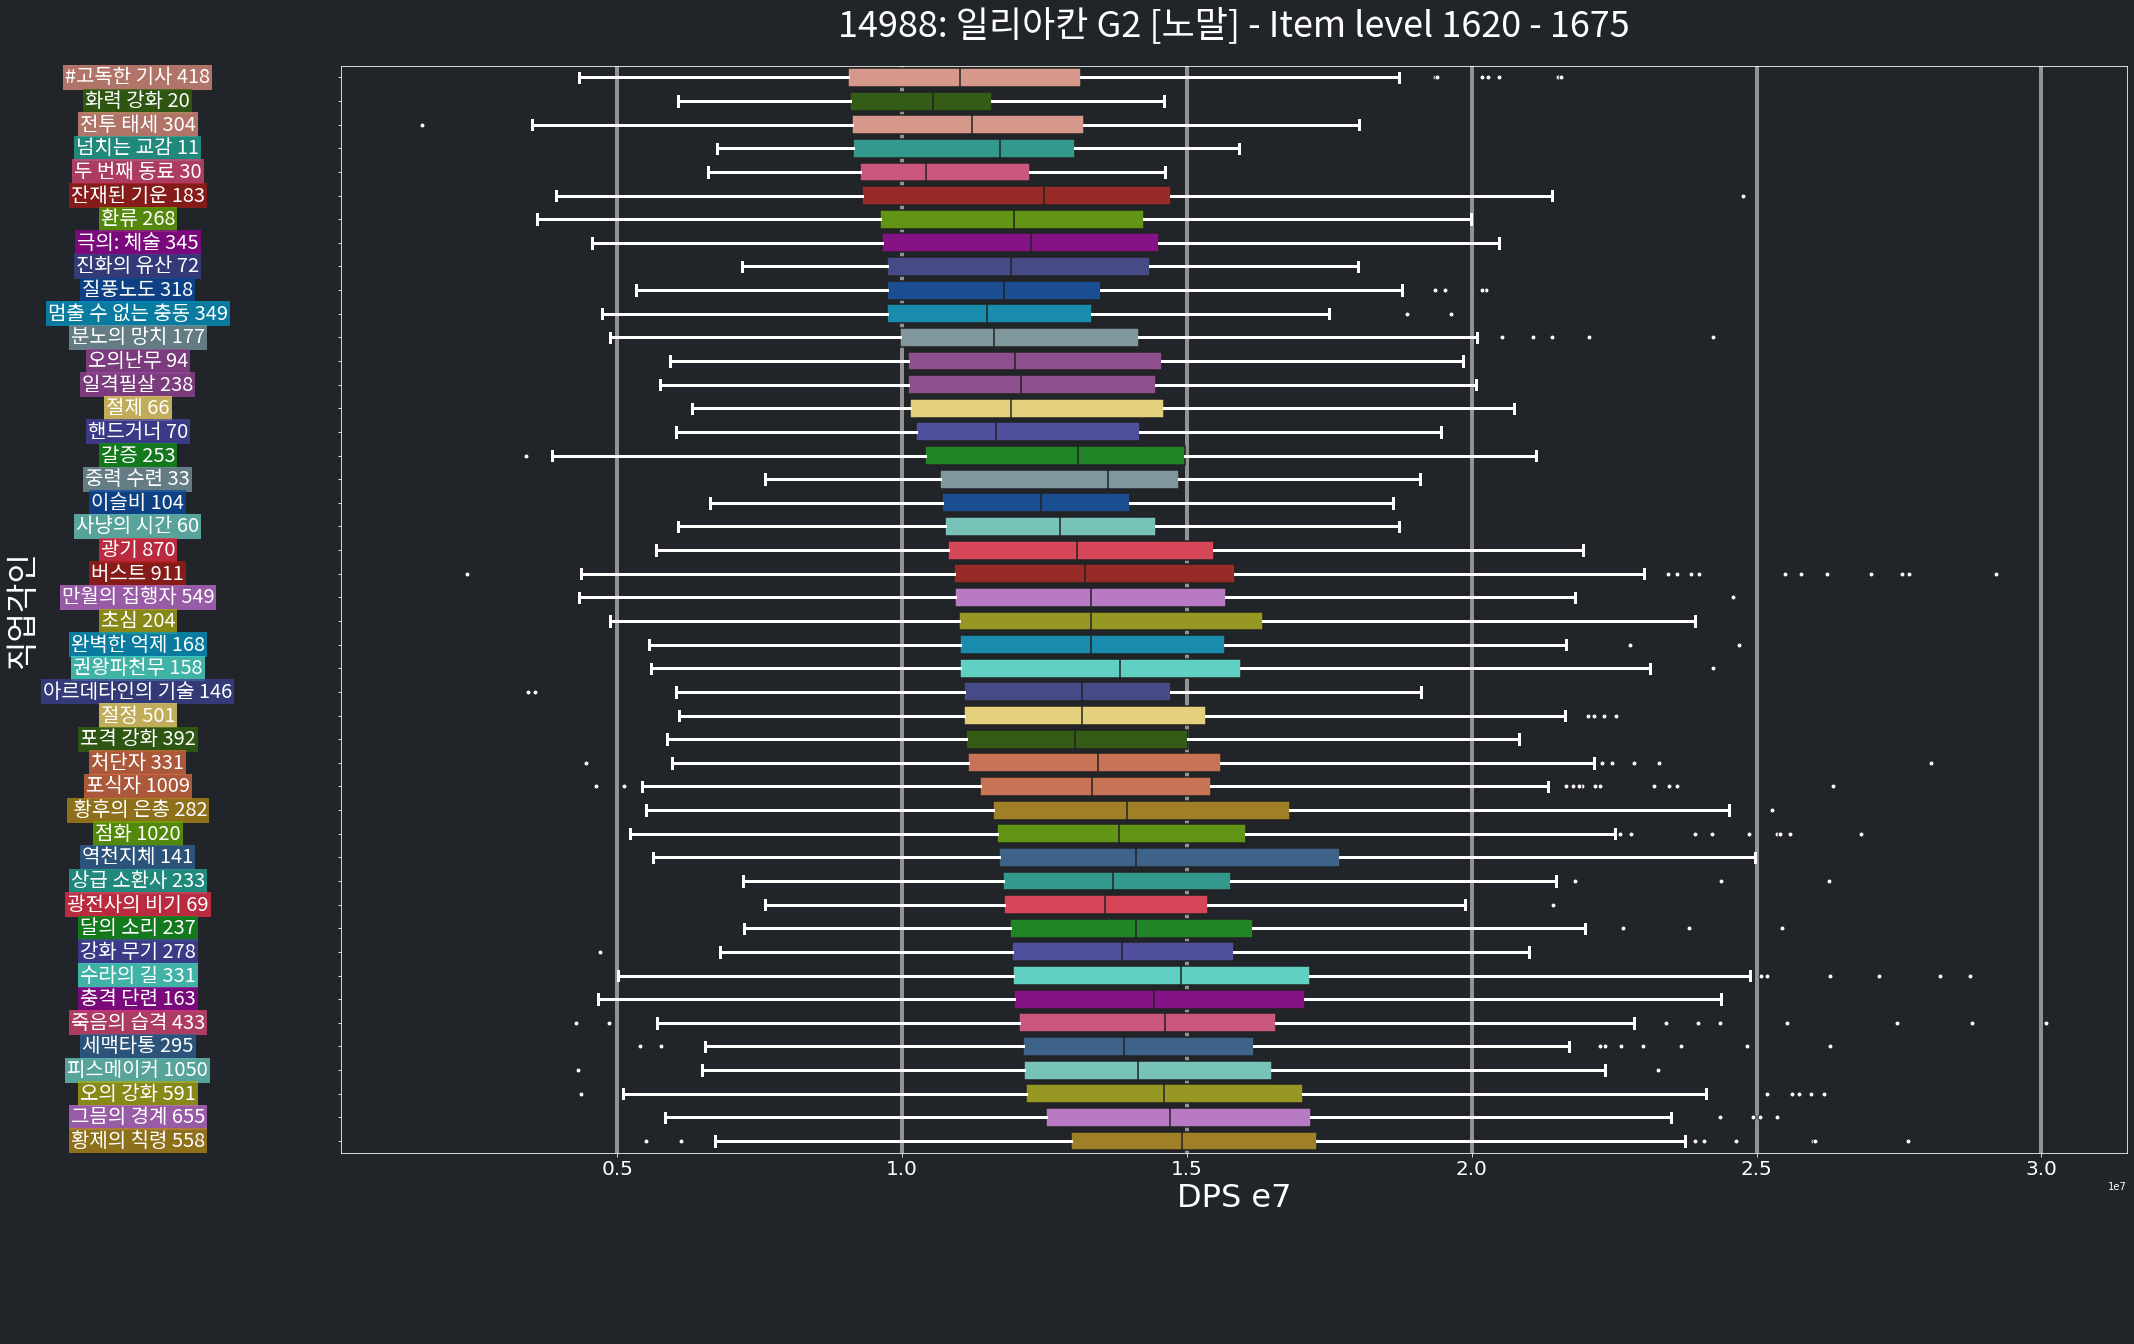 14988: 일리아칸 G2 [노말] - Item level 1620 - 1675
#고독한 기사 418
화력 강화 20
전투 태세 304
넘치는 교감 11
두 번째 동료 30
잔재된 기운 183
환류 268
극의: 체술 345
진화의 유산 72
질풍노도 318
멈출 수 없는 충동 349
분노의 망치 177
오의난무 94
일격필살 238
절제 66
핸드거너 70
갈증 253
중력 수련 33
이슬비 104
사냥의 시간 60
광기 870
버스트 911
만월의 집행자 549
초심 204
완벽한 억제 168
권왕파천무 158
아르데타인의 기술 146
절정 501
포격 강화 392
처단자 331
포식자 1009
황후의 은총 282
점화 1020
역천지체 141
상급 소환사 233
광전사의 비기 69
달의 소리 237
강화 무기 278
수라의 길 331
충격 단련 163
죽음의 습격 433
세맥타통 295
피스메이커 1050
오의 강화 591
그믐의 경계 655
황제의 칙령 558
직업각인
0.5 1.0 1.5 2.0 2.5 3.0
1e7
DPS e7